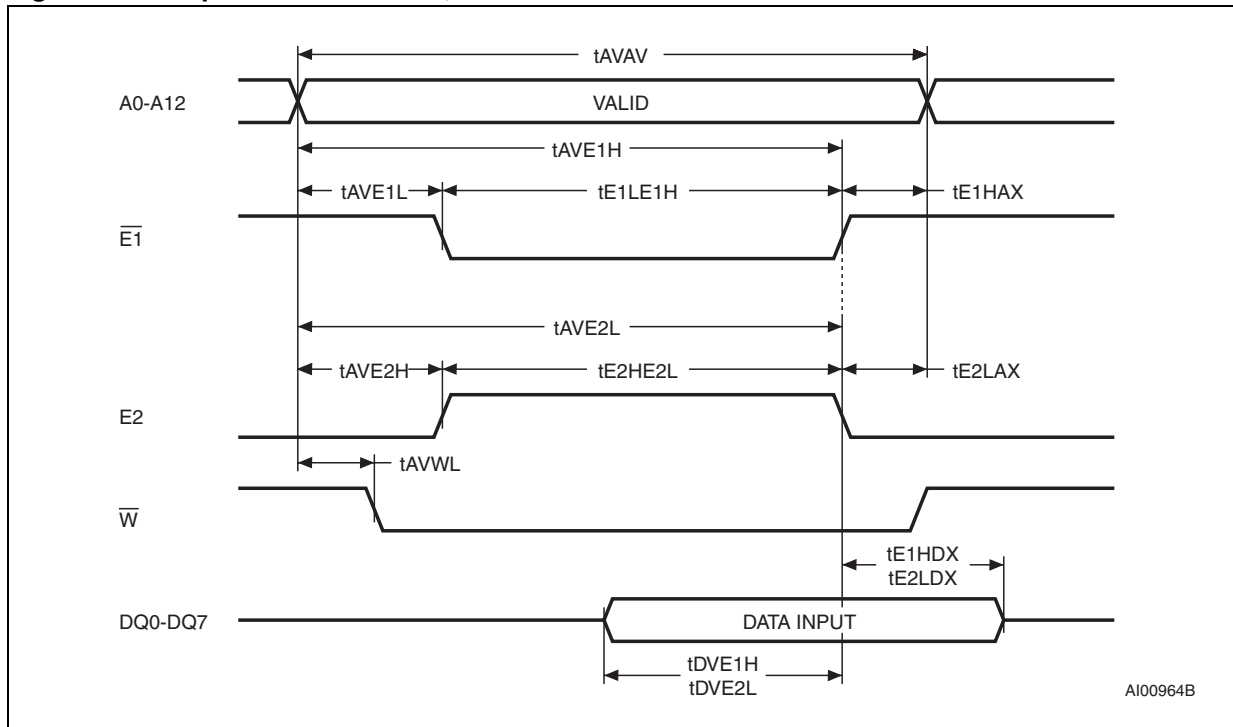 tAVAV
A0-A12
VALID
tAVE1H
tAVE1L
tE1LE1H
tE1HAX
E1
tAVE2L
tAVE2H
tE2HE2L
tE2LAX
E2
tAVWL
W
tE1HDX
tE2LDX
DQ0-DQ7
DATA INPUT
tDVE1H
tDVE2L
AI00964B